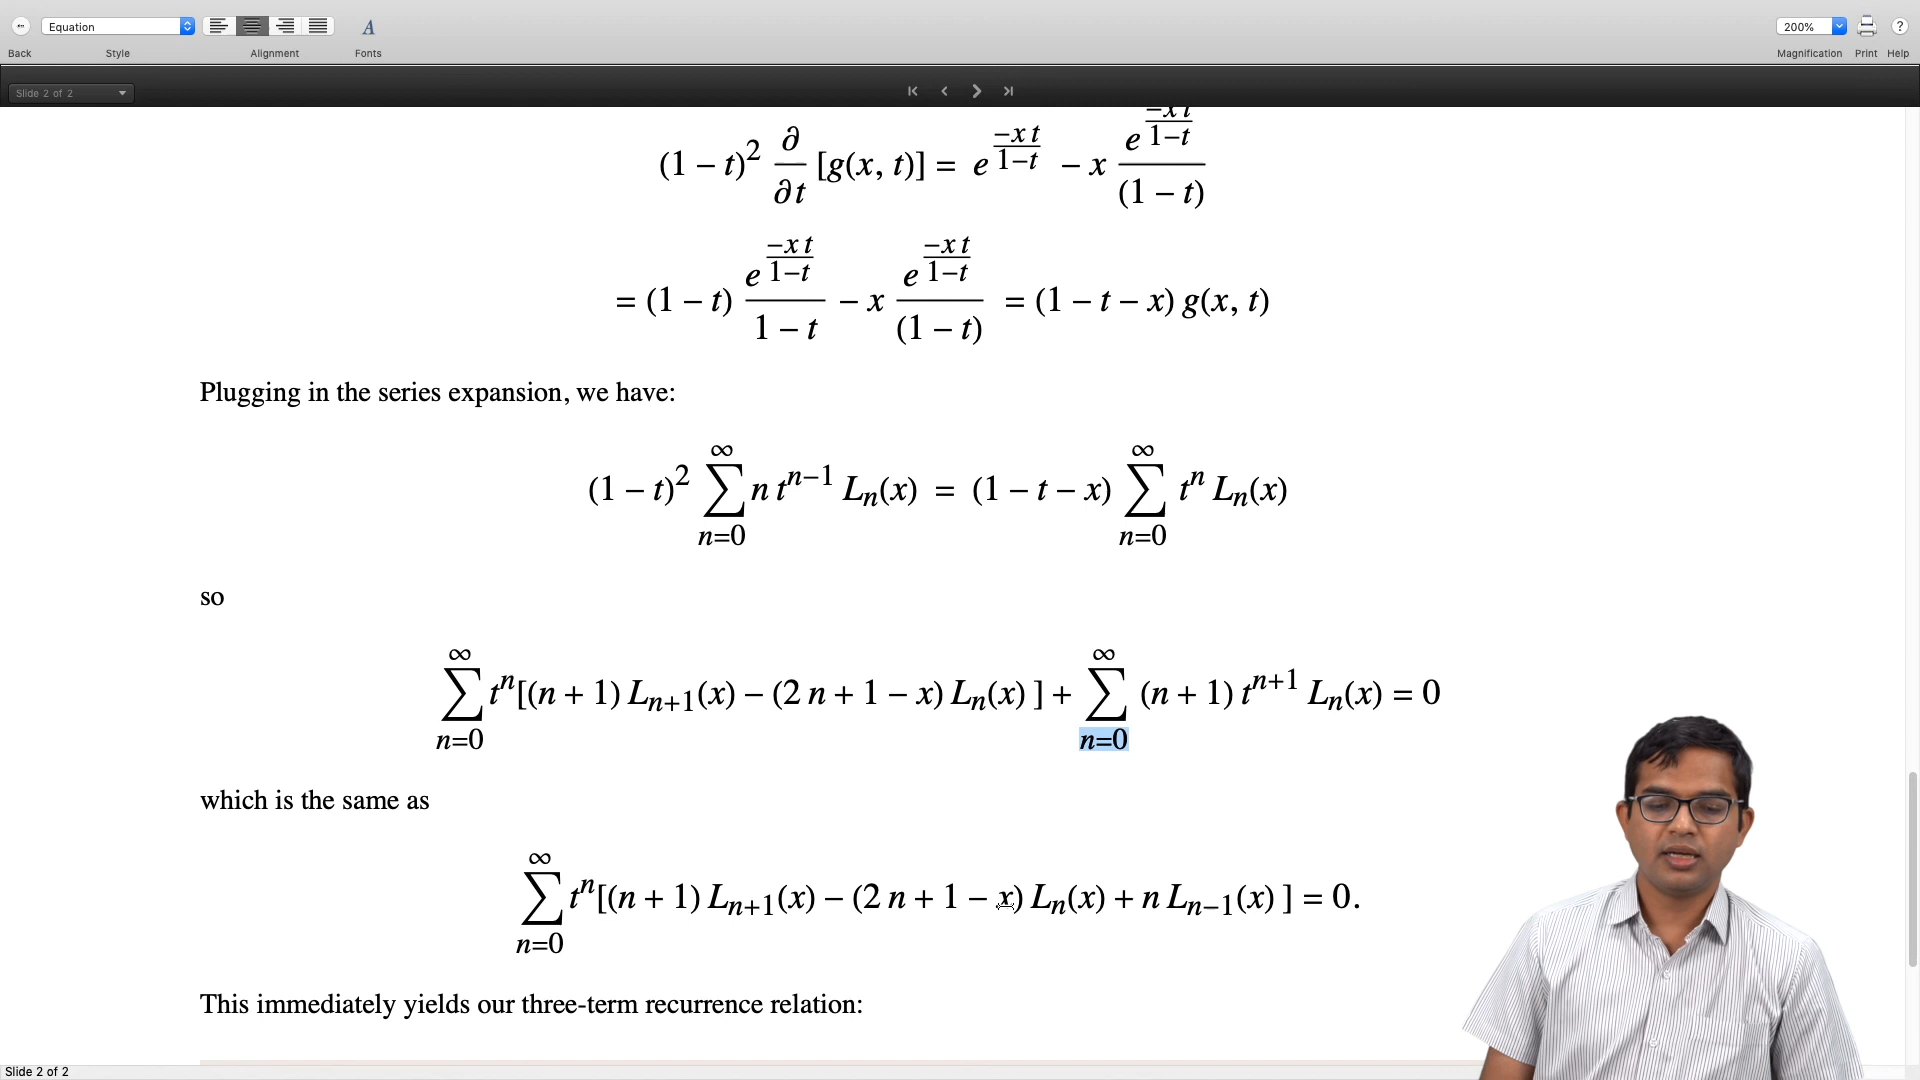 Equation
200%
Back Style Alignment Fonts Magnification Print Help
Slide 2 of 2
(1 − t)² ∂/∂t [g(x, t)] = e^(−x t/(1−t)) − x e^(−x t/(1−t))/(1 − t)
= (1 − t) e^(−x t/(1−t))/(1 − t) − x e^(−x t/(1−t))/(1 − t) = (1 − t − x) g(x, t)
Plugging in the series expansion, we have:
(1 − t)² ∑_{n=0}^{∞} n t^{n−1} L_n(x) = (1 − t − x) ∑_{n=0}^{∞} t^n L_n(x)
so
∑_{n=0}^{∞} t^n [(n + 1) L_{n+1}(x) − (2 n + 1 − x) L_n(x) ] + ∑_{n=0}^{∞} (n + 1) t^{n+1} L_n(x) = 0
which is the same as
∑_{n=0}^{∞} t^n [(n + 1) L_{n+1}(x) − (2 n + 1 − x) L_n(x) + n L_{n−1}(x) ] = 0.
This immediately yields our three-term recurrence relation:
Slide 2 of 2